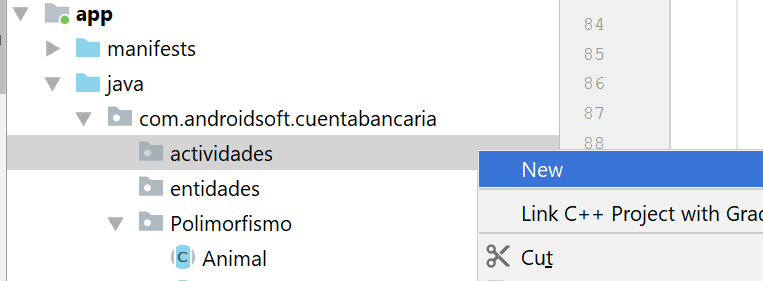 app
84
manifests
85
java
86
com.androidsoft.cuentabancaria
87
actividades
88
New
entidades
Link C++ Project with Grad
Polimorfismo
C Animal
Cut